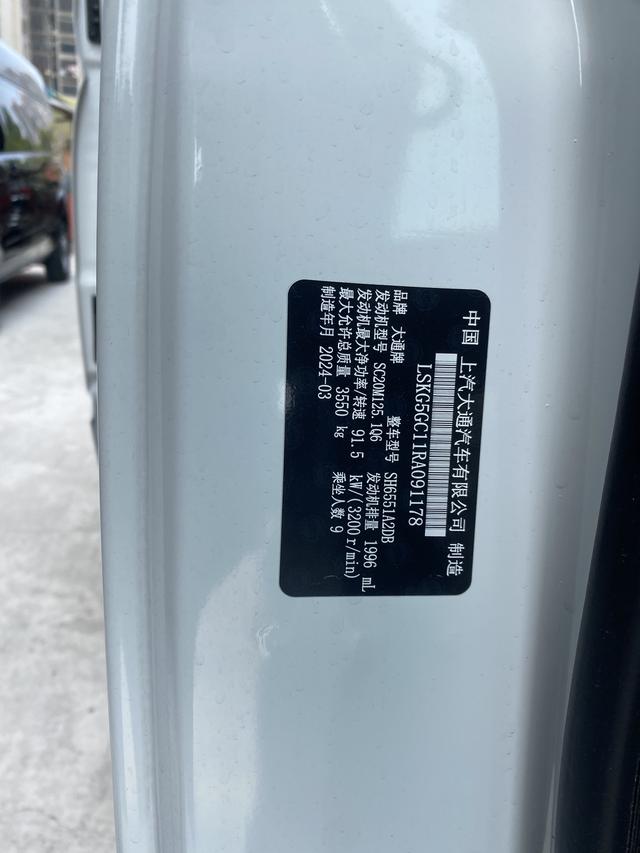 中国 上汽大通汽车有限公司 制造
LSKG5GC11RA091178
品牌 大通牌 整车型号 SH6551A2DB
发动机型号 SC20M125.1Q6 发动机排量 1996 mL
发动机最大净功率/转速 91.5 kW/(3200r/min)
最大允许总质量 3550 kg 乘坐人数 9
制造年月 2024-03